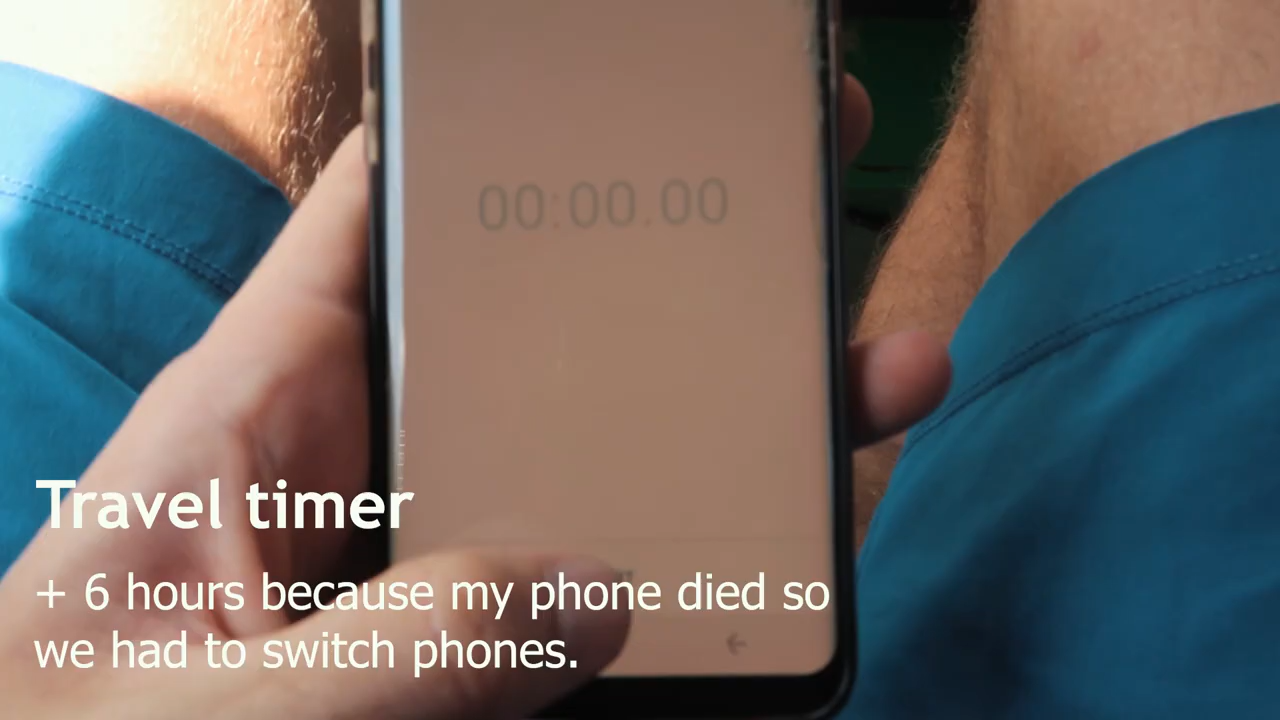 00:00.00
Travel timer
+ 6 hours because my phone died so
we had to switch phones.